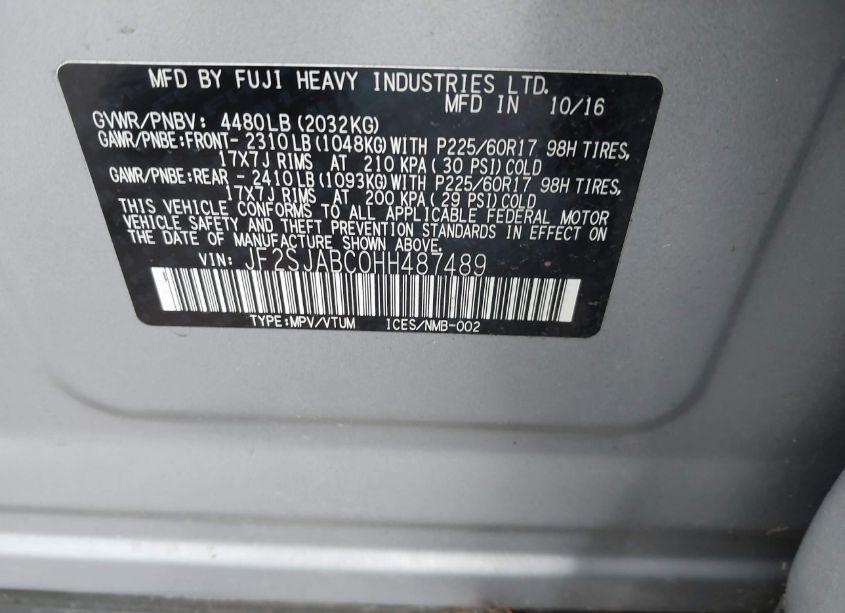 MFD BY FUJI HEAVY INDUSTRIES LTD.
MFD IN 10/16
GVWR/PNBV: 4480LB(2032KG)
GAWR/PNBE:FRONT- 2310LB(1048KG)WITH P225/60R17 98H TIRES,
17X7J RIMS AT 210 KPA( 30 PSI)COLD
GAWR/PNBE:REAR - 2410LB(1093KG)WITH P225/60R17 98H TIRES,
17X7J RIMS AT 200 KPA( 29 PSI)COLD
THIS VEHICLE CONFORMS TO ALL APPLICABLE FEDERAL MOTOR
VEHICLE SAFETY AND THEFT PREVENTION STANDARDS IN EFFECT ON
THE DATE OF MANUFACTURE SHOWN ABOVE.
VIN: JF2SJABC0HH487489
TYPE:MPV/VTUM ICES/NMB-002